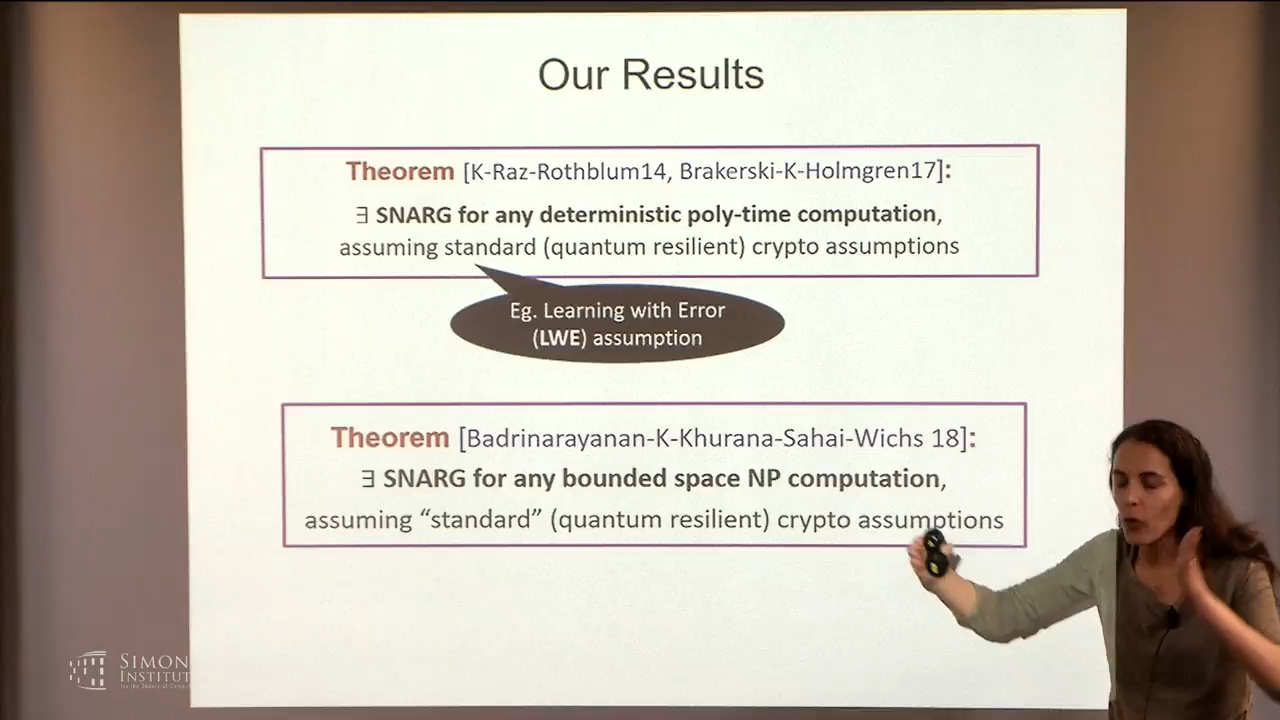 Our Results
Theorem [K-Raz-Rothblum14, Brakerski-K-Holmgren17]:
∃ SNARG for any deterministic poly-time computation,
assuming standard (quantum resilient) crypto assumptions
Eg. Learning with Error
(LWE) assumption
Theorem [Badrinarayanan-K-Khurana-Sahai-Wichs 18]:
∃ SNARG for any bounded space NP computation,
assuming “standard” (quantum resilient) crypto assumptions
SIMON
INSTITUT